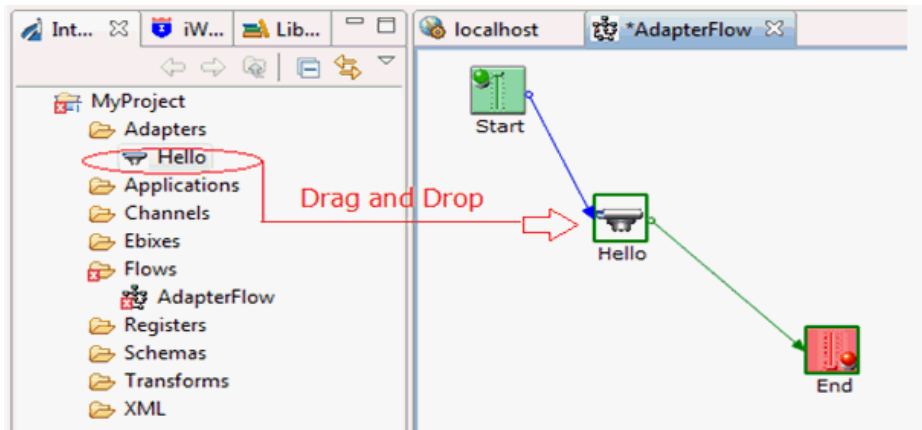 Int...
iW...
Lib...
MyProject
Adapters
Hello
Applications
Channels
Ebixes
Flows
AdapterFlow
Registers
Schemas
Transforms
XML
Drag and Drop
localhost
*AdapterFlow
Start
Hello
End